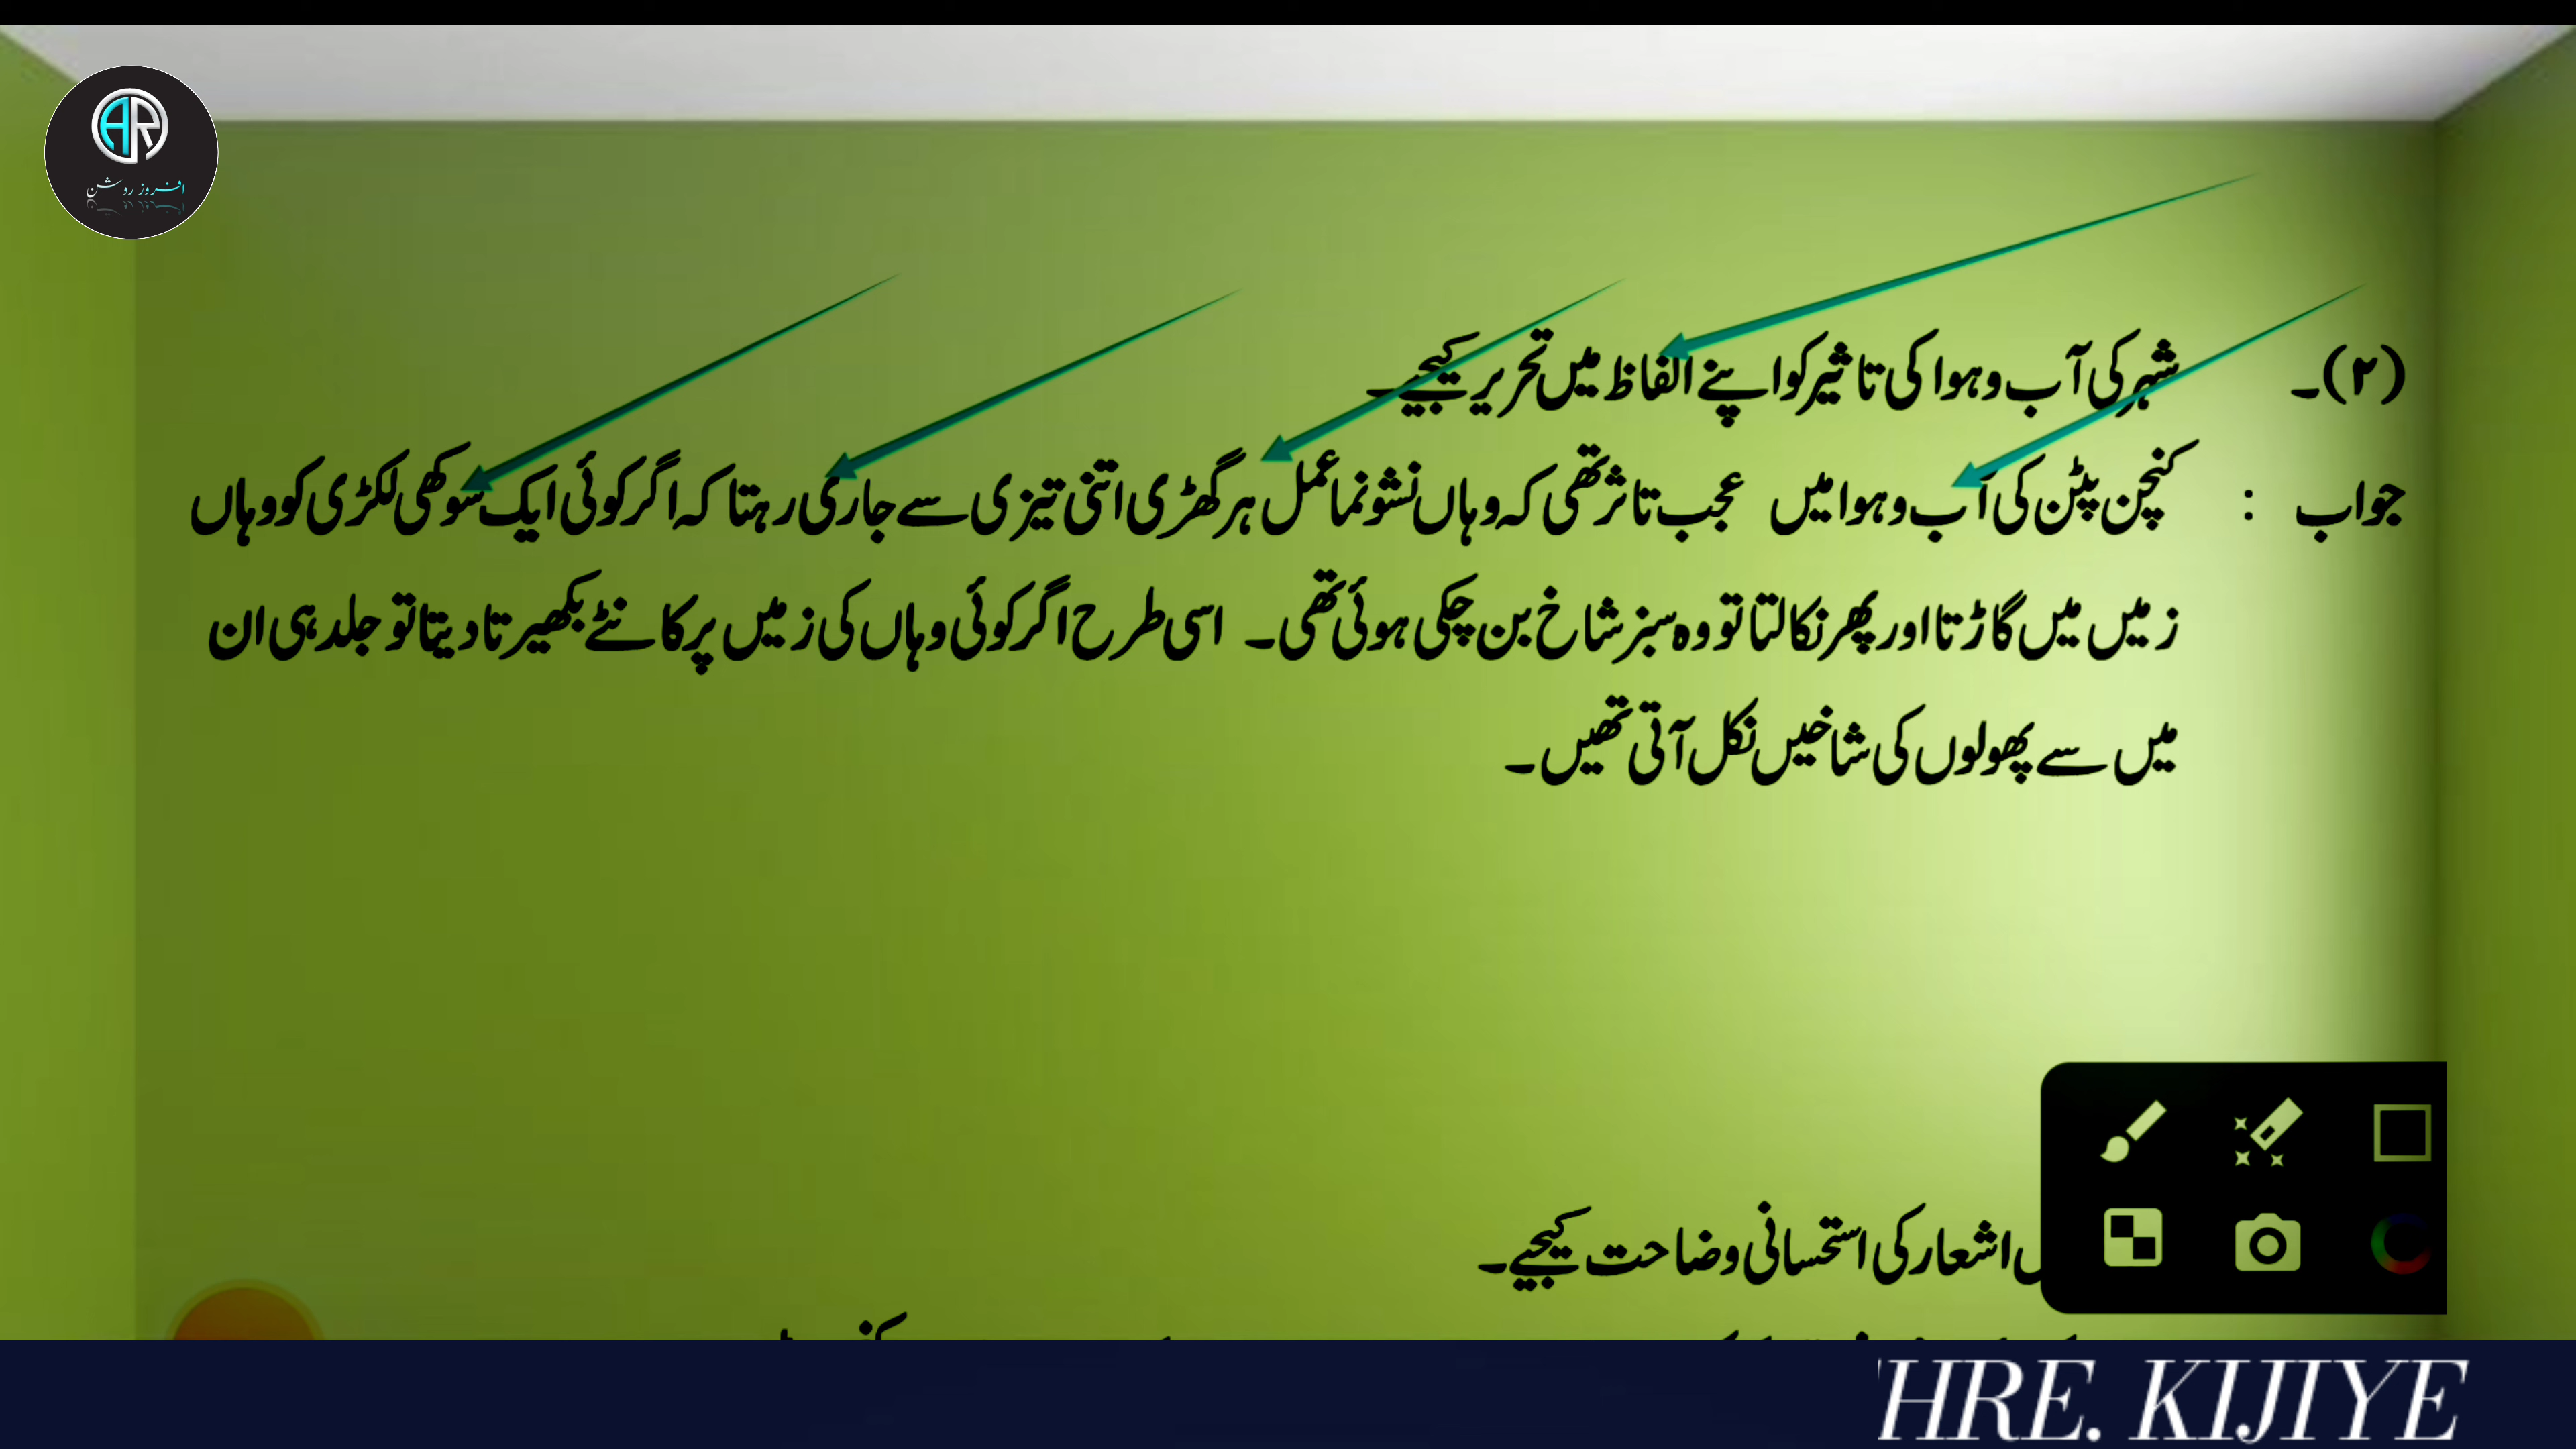 افروز روشن
(۲)۔ شہر کی آب و ہوا کی تاثیر کو اپنے الفاظ میں تحریر کیجیے۔
جواب : کنچن پٹن کی آب و ہوا میں عجب تاثر تھی کہ وہاں نشونما عمل ہر گھڑی اتنی تیزی سے جاری رہتا کہ اگر کوئی ایک سوکھی لکڑی کو وہاں
زمیں میں گاڑتا اور پھر نکالتا تو وہ سبز شاخ بن چکی ہوئی تھی۔ اسی طرح اگر کوئی وہاں کی زمیں پر کانٹے بکھیرتا دیتا تو جلد ہی ان
میں سے پھولوں کی شاخیں نکل آتی تھیں۔
اشعار کی استحسانی وضاحت کیجیے۔
HRE. KIJIYE